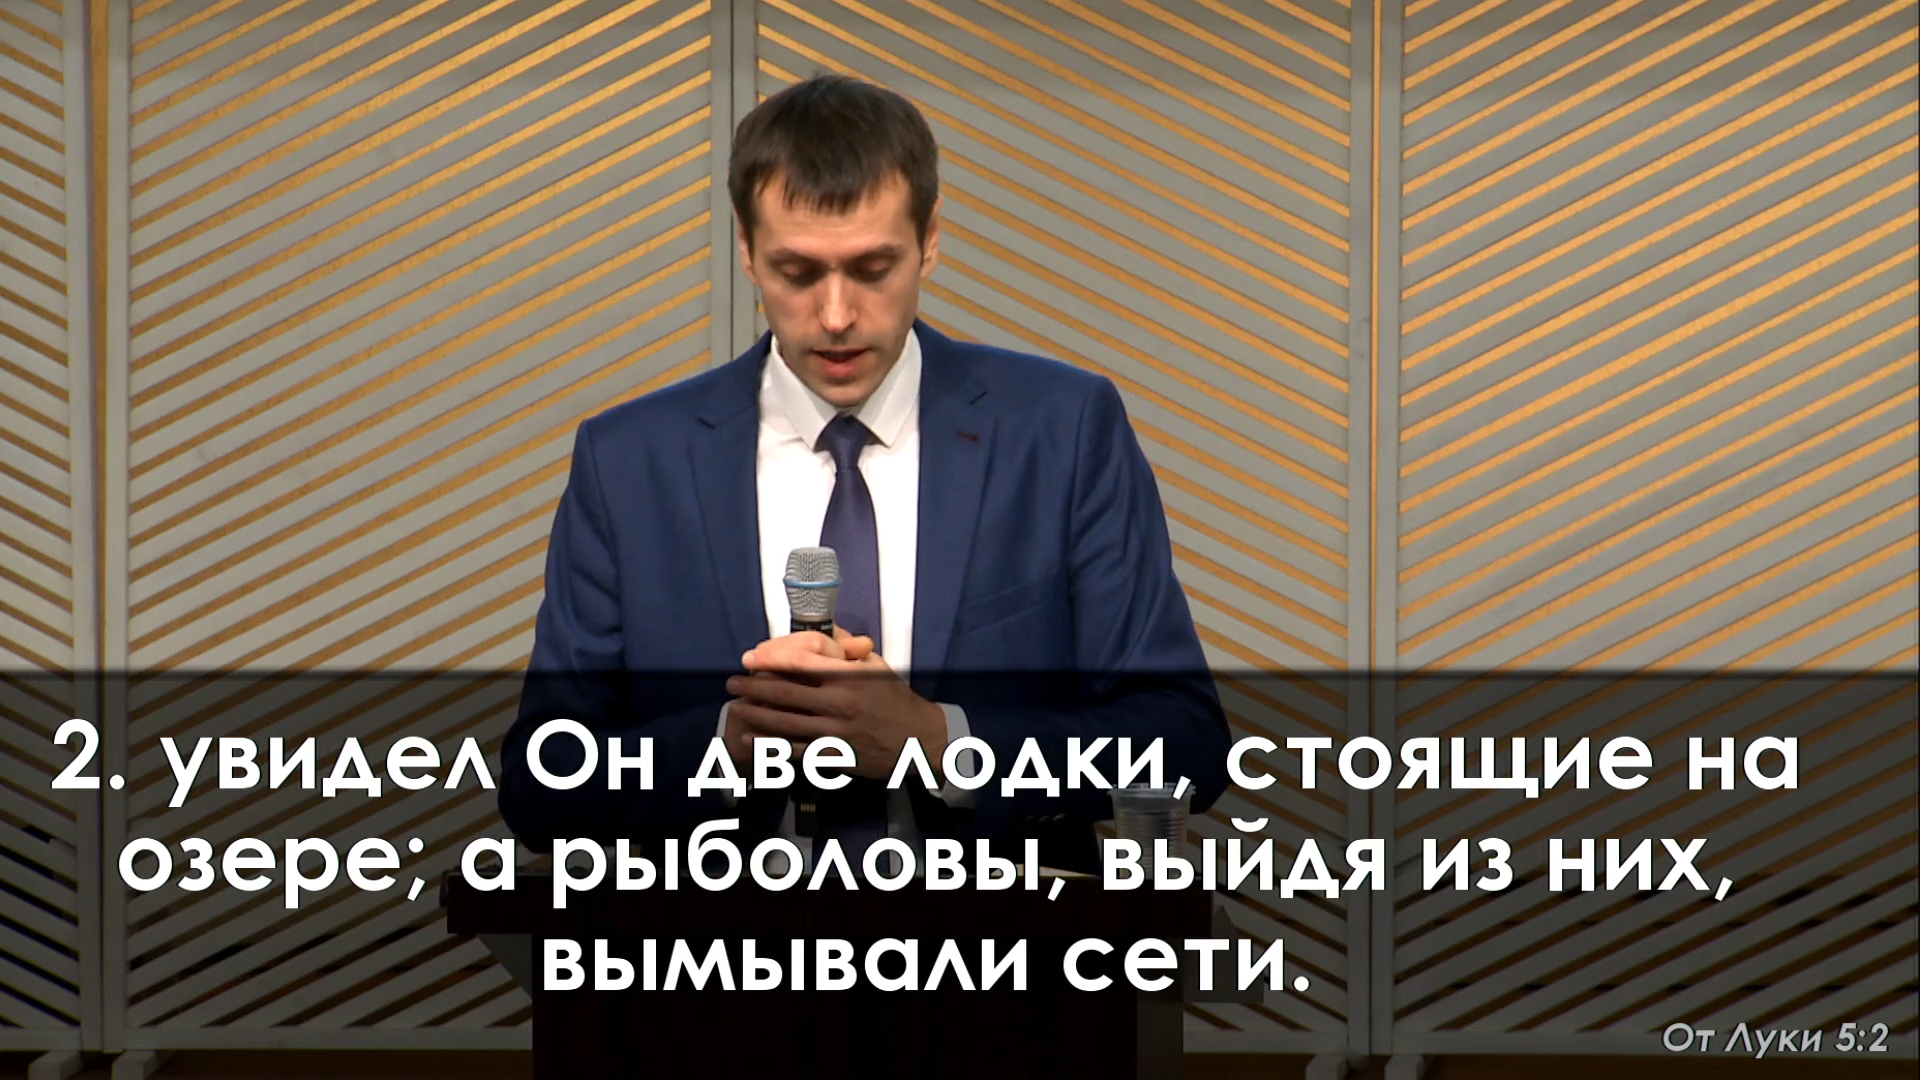 2. увидел Он две лодки, стоящие на
озере; а рыболовы, выйдя из них,
вымывали сети.
От Луки 5:2